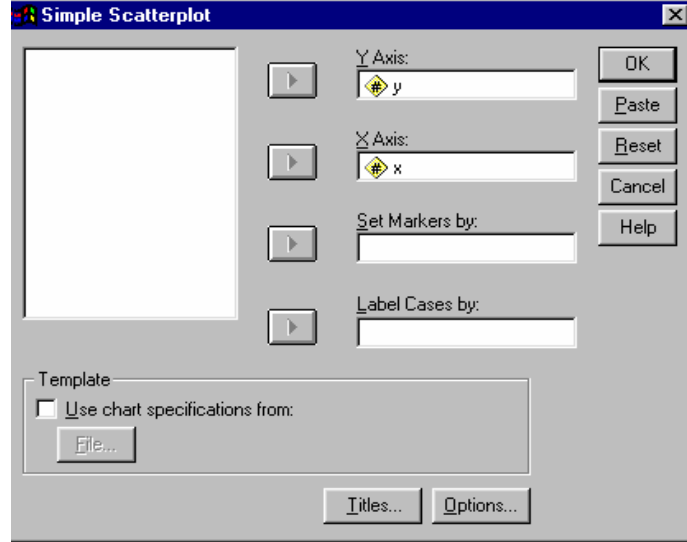 Simple Scatterplot
Y Axis:
# y
X Axis:
# x
Set Markers by:
Label Cases by:
OK
Paste
Reset
Cancel
Help
Template
Use chart specifications from:
File...
Titles...
Options...